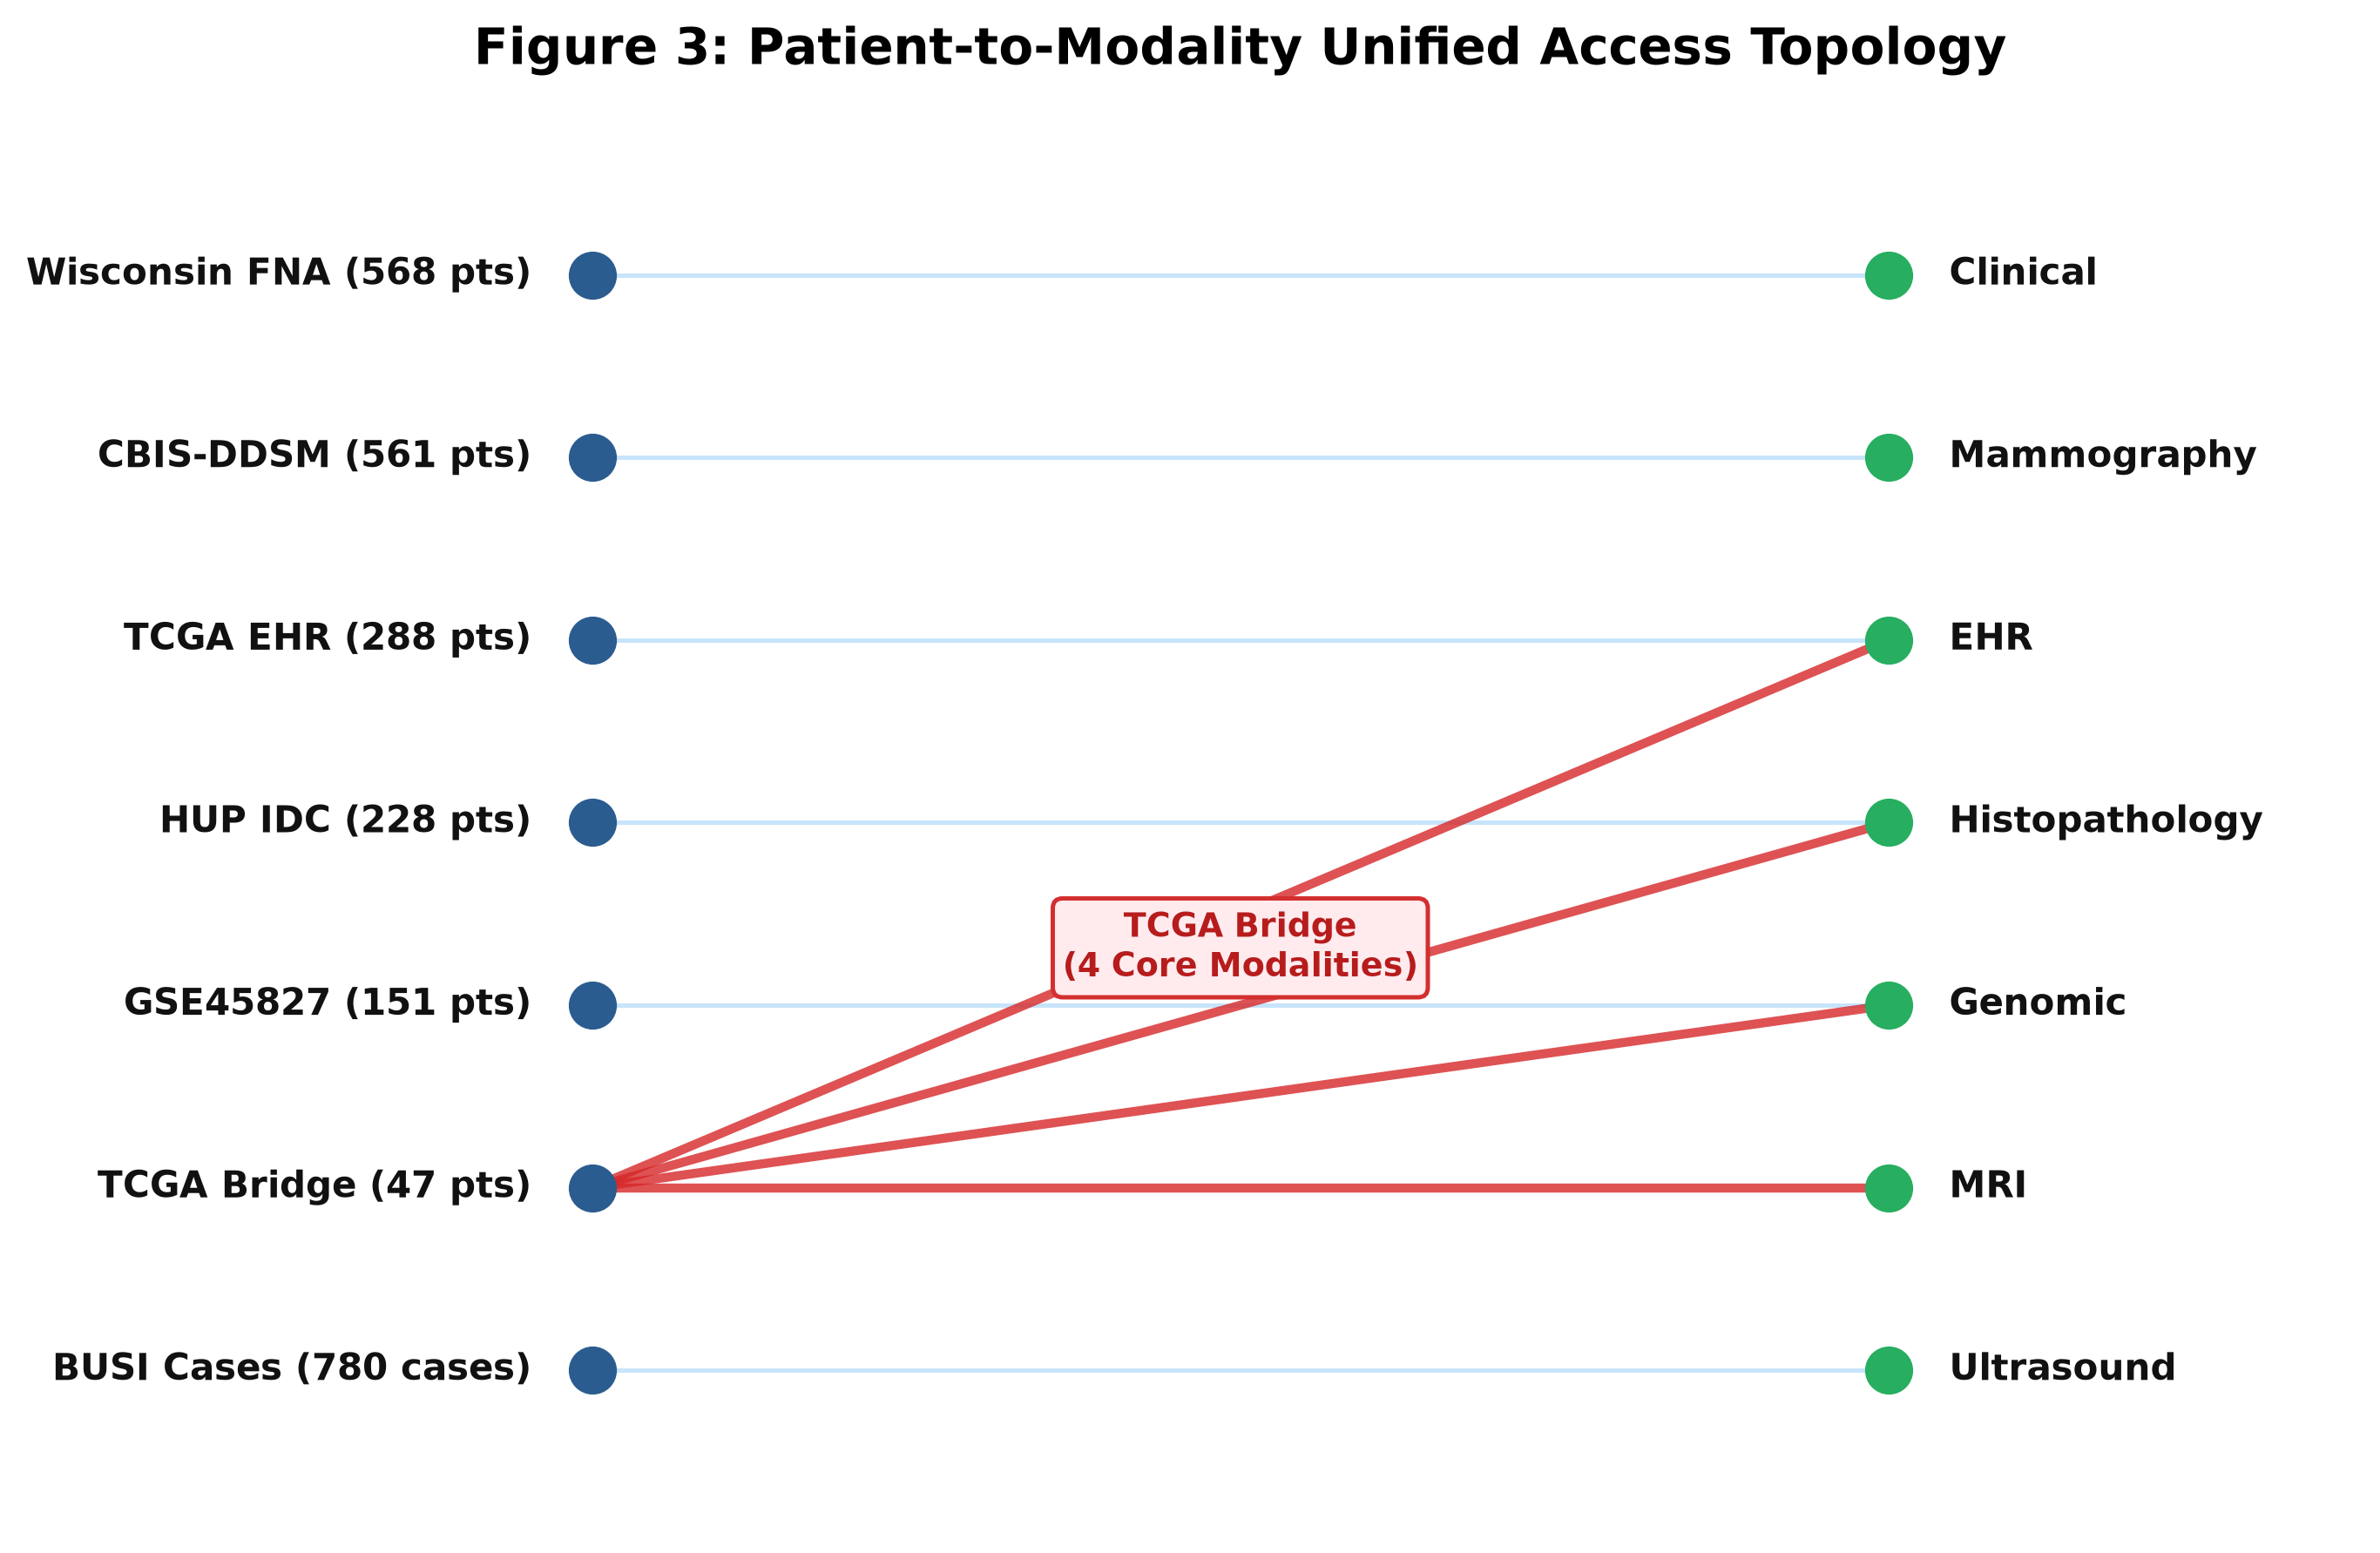 Figure 3: Patient-to-Modality Unified Access Topology
Wisconsin FNA (568 pts)
Clinical
CBIS-DDSM (561 pts)
Mammography
TCGA EHR (288 pts)
EHR
HUP IDC (228 pts)
Histopathology
TCGA Bridge
(4 Core Modalities)
GSE45827 (151 pts)
Genomic
TCGA Bridge (47 pts)
MRI
BUSI Cases (780 cases)
Ultrasound